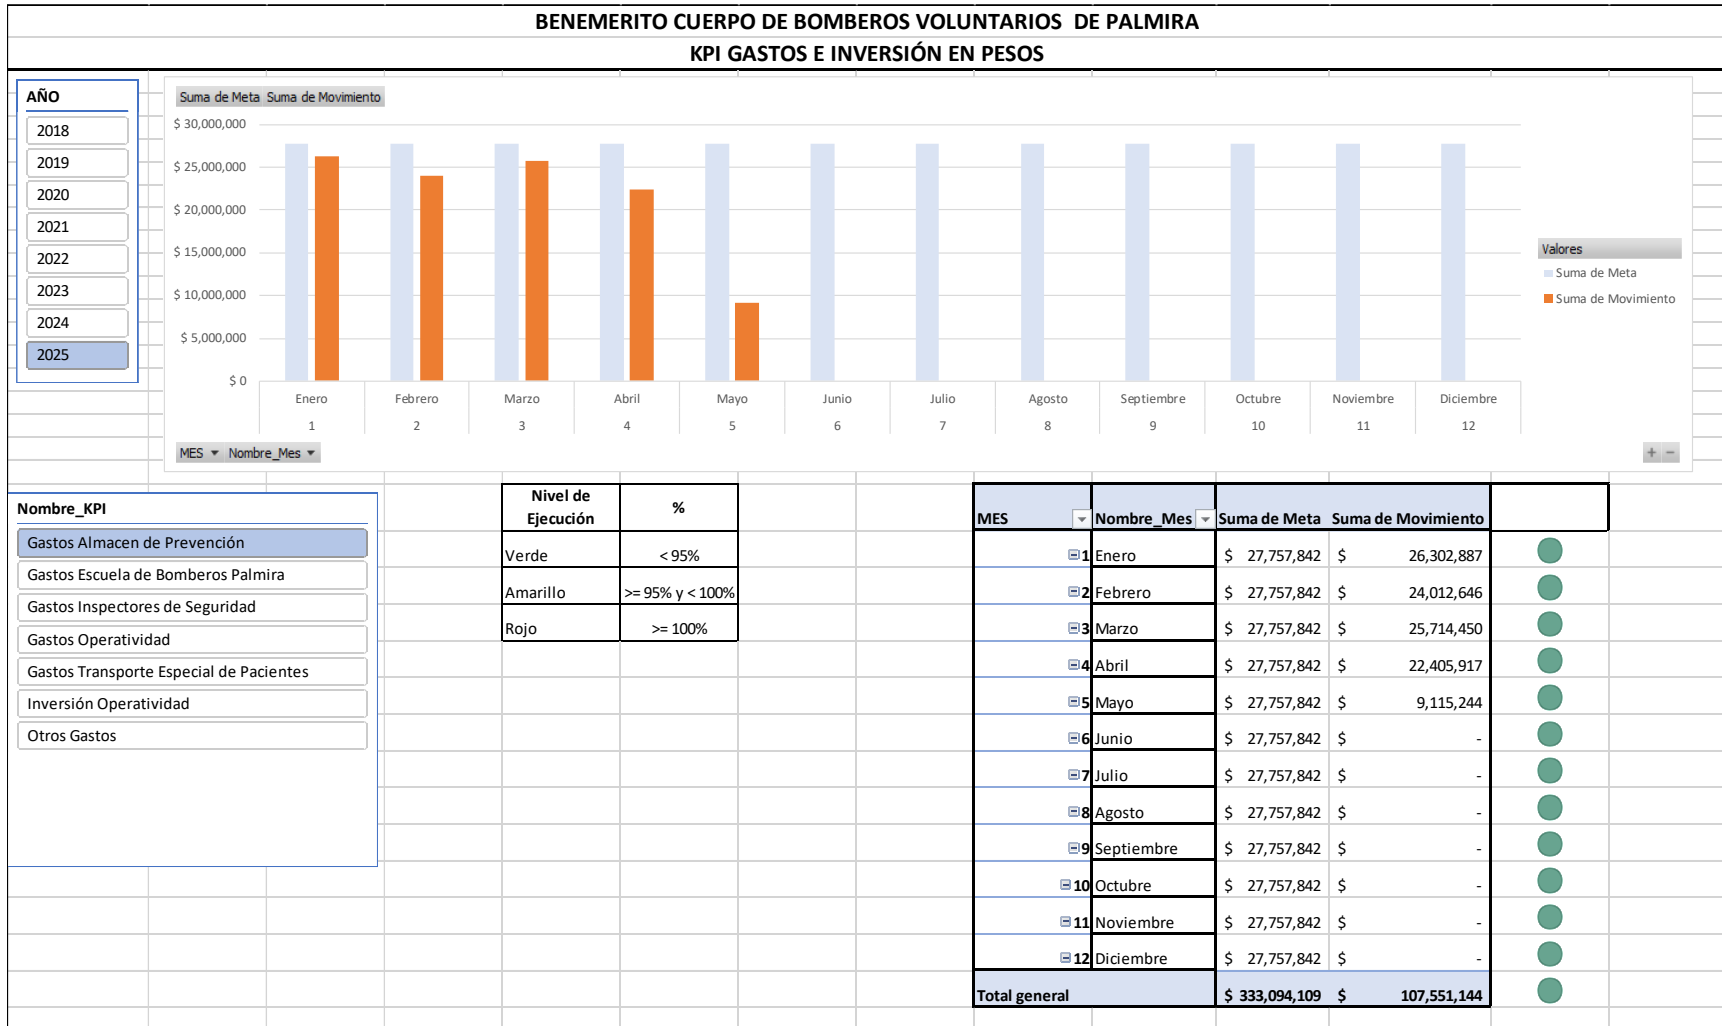 BENEMERITO CUERPO DE BOMBEROS VOLUNTARIOS  DE PALMIRA
KPI GASTOS E INVERSIÓN EN PESOS
AÑO
2018
2019
2020
2021
2022
2023
2024
2025
Suma de Meta Suma de Movimiento
$ 30,000,000
$ 25,000,000
$ 20,000,000
$ 15,000,000
$ 10,000,000
$ 5,000,000
$ 0
Enero Febrero Marzo Abril Mayo Junio Julio Agosto Septiembre Octubre Noviembre Diciembre
1 2 3 4 5 6 7 8 9 10 11 12
Valores
Suma de Meta
Suma de Movimiento
MES Nombre_Mes
+ -
Nombre_KPI
Gastos Almacen de Prevención
Gastos Escuela de Bomberos Palmira
Gastos Inspectores de Seguridad
Gastos Operatividad
Gastos Transporte Especial de Pacientes
Inversión Operatividad
Otros Gastos
Nivel de Ejecución %
Verde < 95%
Amarillo >= 95% y < 100%
Rojo >= 100%
MES Nombre_Mes Suma de Meta Suma de Movimiento
1 Enero $ 27,757,842 $ 26,302,887
2 Febrero $ 27,757,842 $ 24,012,646
3 Marzo $ 27,757,842 $ 25,714,450
4 Abril $ 27,757,842 $ 22,405,917
5 Mayo $ 27,757,842 $ 9,115,244
6 Junio $ 27,757,842 $ -
7 Julio $ 27,757,842 $ -
8 Agosto $ 27,757,842 $ -
9 Septiembre $ 27,757,842 $ -
10 Octubre $ 27,757,842 $ -
11 Noviembre $ 27,757,842 $ -
12 Diciembre $ 27,757,842 $ -
Total general $ 333,094,109 $ 107,551,144